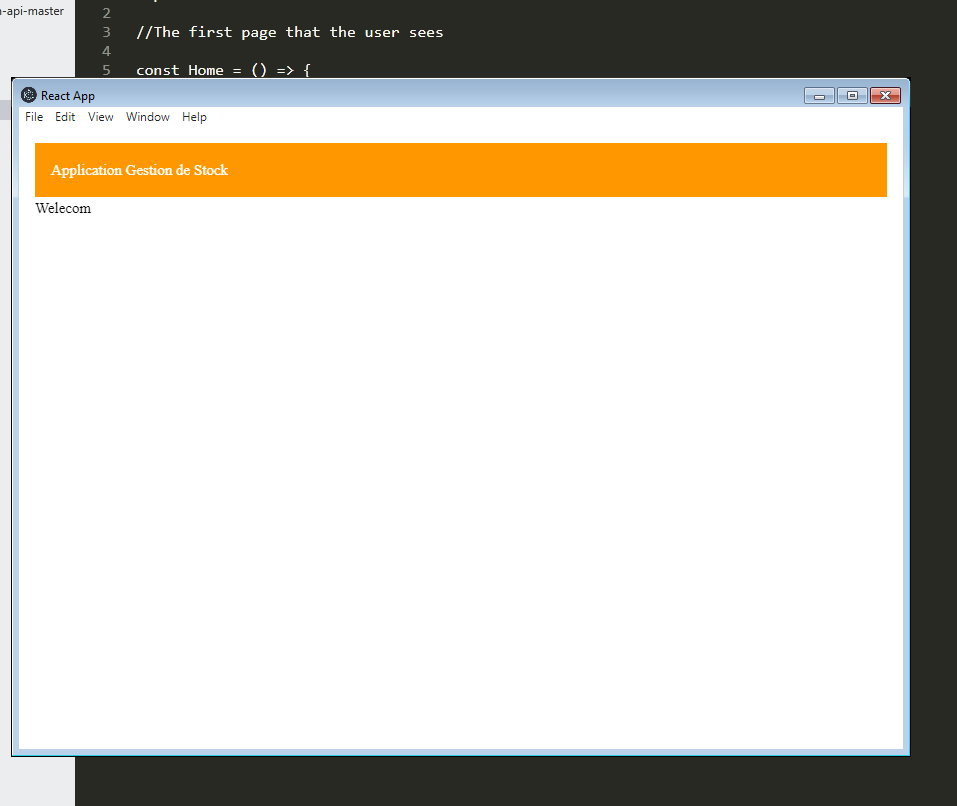 -api-master
2
3 //The first page that the user sees
4
5 const Home = () => {
React App
File Edit View Window Help
Application Gestion de Stock
Welecom